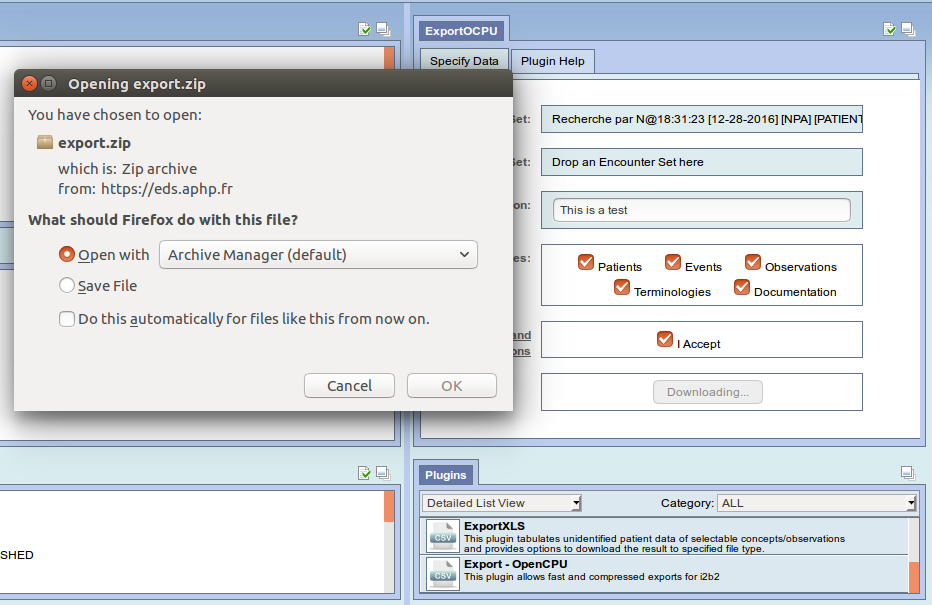 ExportOCPU
Specify Data
Plugin Help
Opening export.zip
You have chosen to open:
export.zip
which is: Zip archive
from: https://eds.aphp.fr
What should Firefox do with this file?
Open with
Archive Manager (default)
Save File
Do this automatically for files like this from now on.
Cancel
OK
Set:
Recherche par N@18:31:23 [12-28-2016] [NPA] [PATIENT
Set:
Drop an Encounter Set here
on:
This is a test
es:
Patients
Events
Observations
Terminologies
Documentation
and
ons
I Accept
Downloading...
SHED
Plugins
Detailed List View
Category:
ALL
CSV
ExportXLS
This plugin tabulates unidentified patient data of selectable concepts/observations
and provides options to download the result to specified file type.
CSV
Export - OpenCPU
This plugin allows fast and compressed exports for i2b2